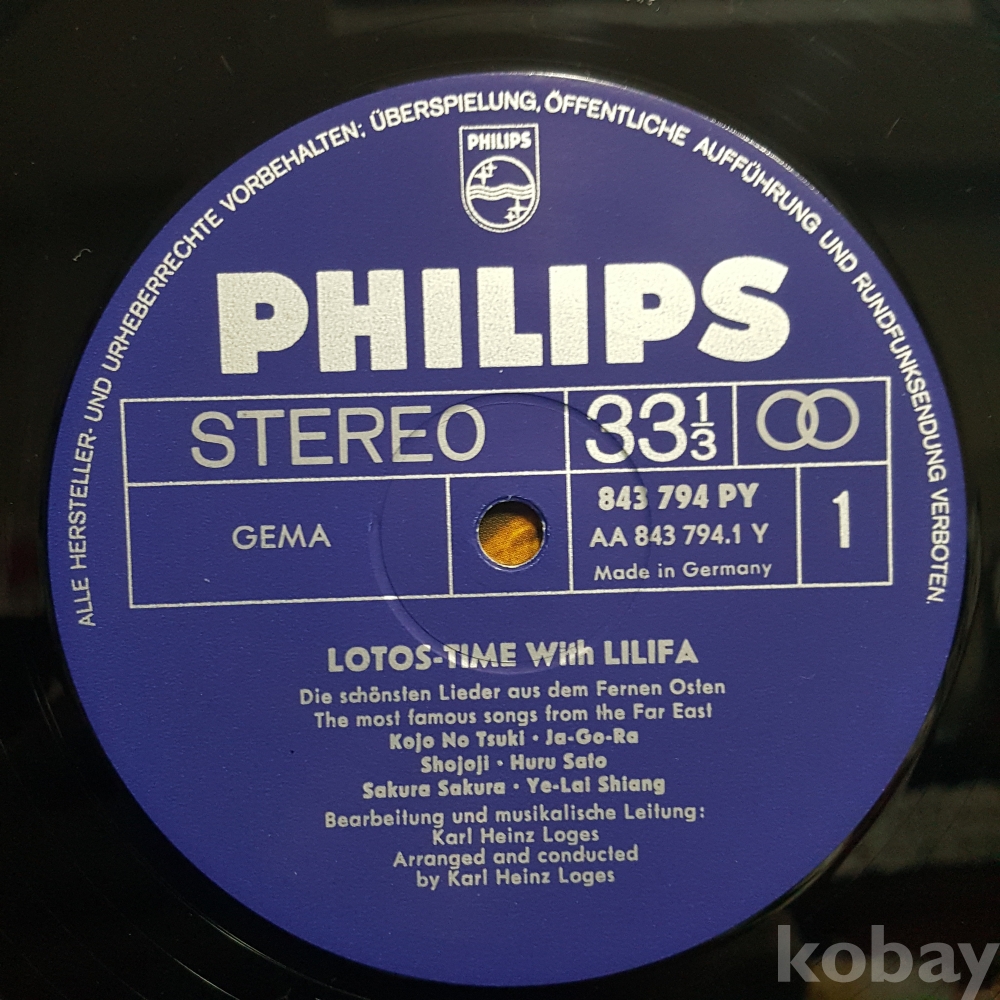 ALLE HERSTELLER- UND URHEBERRECHTE VORBEHALTEN; ÜBERSPIELUNG, ÖFFENTLICHE AUFFÜHRUNG UND RUNDFUNKSENDUNG VERBOTEN.
PHILIPS
PHILIPS
STEREO
33 1/3
GEMA
843 794 PY
AA 843 794.1 Y
Made in Germany
1
LOTOS-TIME With LILIFA
Die schönsten Lieder aus dem Fernen Osten
The most famous songs from the Far East
Kojo No Tsuki · Ja-Go-Ra
Shojoji · Huru Sato
Sakura Sakura · Ye-Lai Shiang
Bearbeitung und musikalische Leitung:
Karl Heinz Loges
Arranged and conducted
by Karl Heinz Loges
kobay